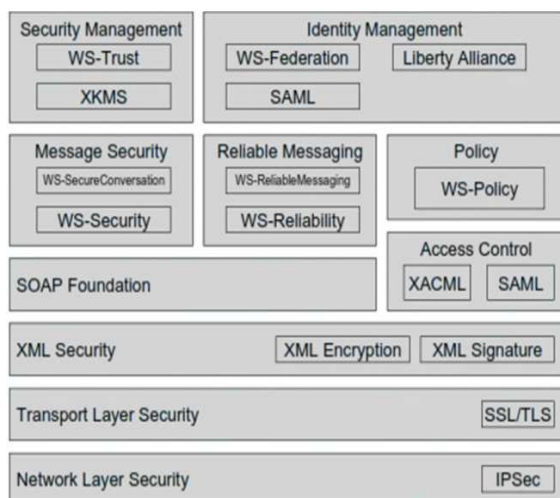 Security Management
WS-Trust
XKMS
Identity Management
WS-Federation
Liberty Alliance
SAML
Message Security
WS-SecureConversation
WS-Security
Reliable Messaging
WS-ReliableMessaging
WS-Reliability
Policy
WS-Policy
Access Control
XACML
SAML
SOAP Foundation
XML Security
XML Encryption
XML Signature
Transport Layer Security
SSL/TLS
Network Layer Security
IPSec